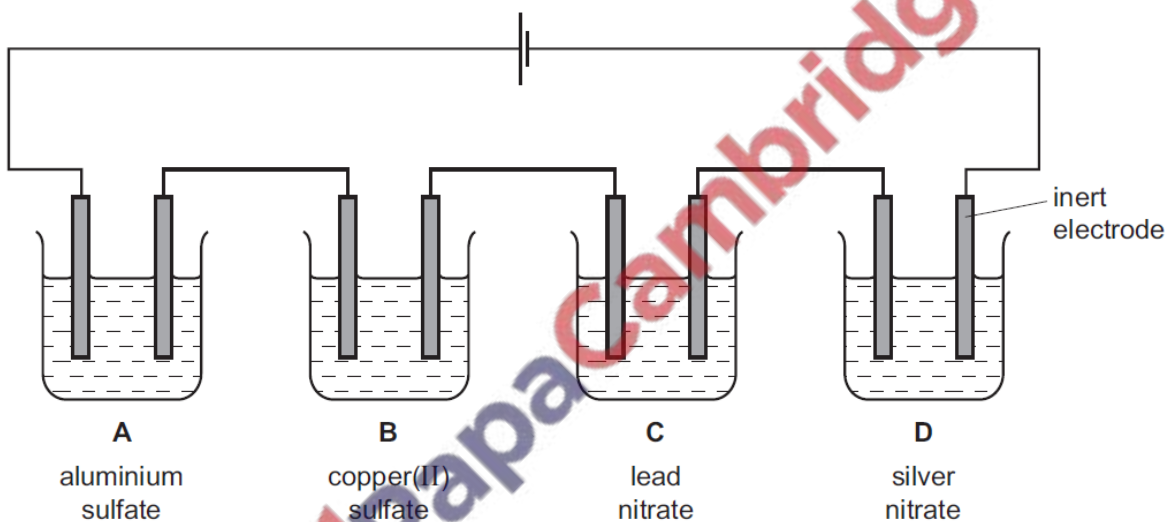 inert
electrode
A
B
C
D
aluminium
sulfate
copper(II)
sulfate
lead
nitrate
silver
nitrate